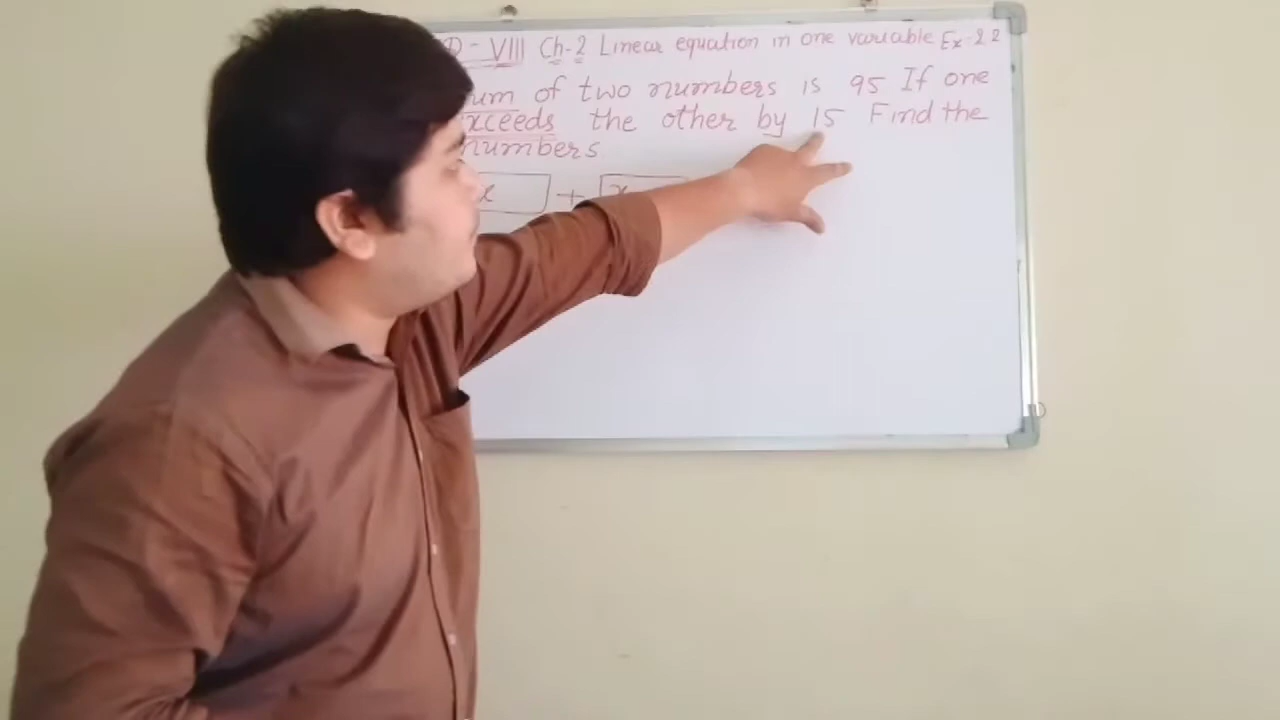 - VIII Ch-2 Linear equation in one variable Ex-2.2
um of two numbers is 95 If one
xceeds the other by 15 Find the
numbers
x + x